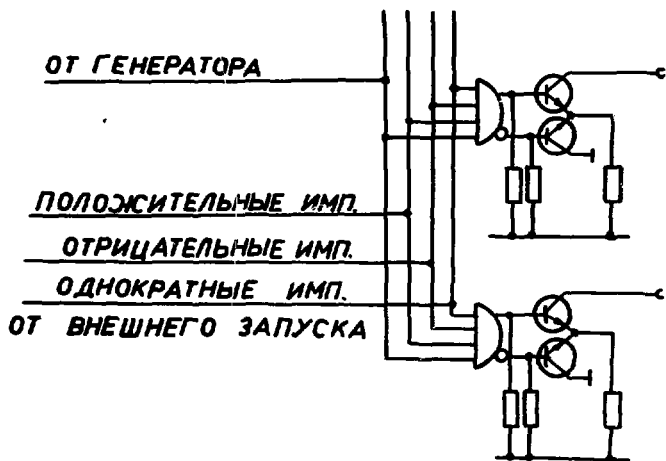 ОТ ГЕНЕРАТОРА
ПОЛОЖИТЕЛЬНЫЕ ИМП.
ОТРИЦАТЕЛЬНЫЕ ИМП.
ОДНОКРАТНЫЕ ИМП.
ОТ ВНЕШНЕГО ЗАПУСКА